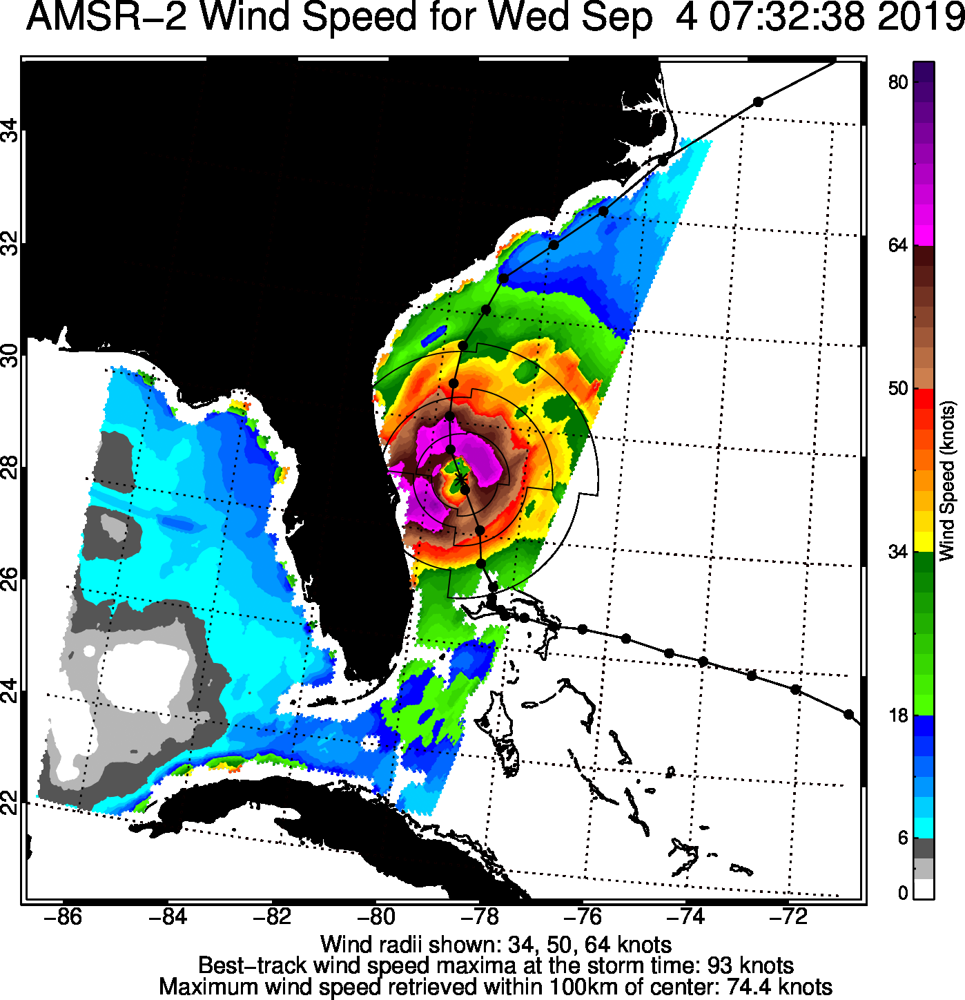 AMSR−2 Wind Speed for Wed Sep 4 07:32:38 2019
34
32
30
28
26
24
22
−86 −84 −82 −80 −78 −76 −74 −72
80
64
50
34
18
6
0
Wind Speed (knots)
Wind radii shown: 34, 50, 64 knots
Best−track wind speed maxima at the storm time: 93 knots
Maximum wind speed retrieved within 100km of center: 74.4 knots